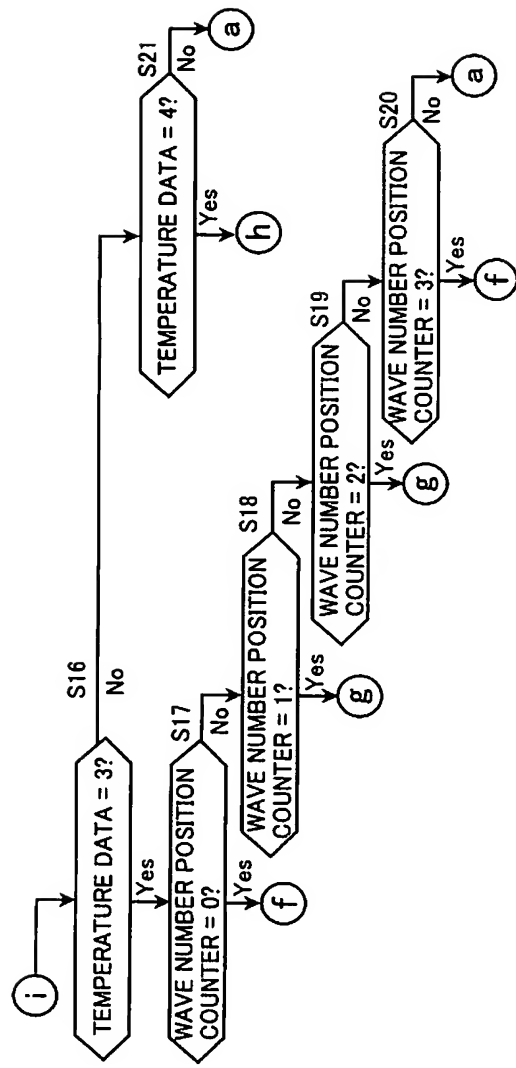 i
TEMPERATURE DATA = 3?
S16
No
Yes
WAVE NUMBER POSITION
COUNTER = 0?
S17
No
Yes
f
WAVE NUMBER POSITION
COUNTER = 1?
S18
No
Yes
g
WAVE NUMBER POSITION
COUNTER = 2?
S19
No
Yes
g
WAVE NUMBER POSITION
COUNTER = 3?
S20
No
a
Yes
f
TEMPERATURE DATA = 4?
S21
No
a
Yes
h